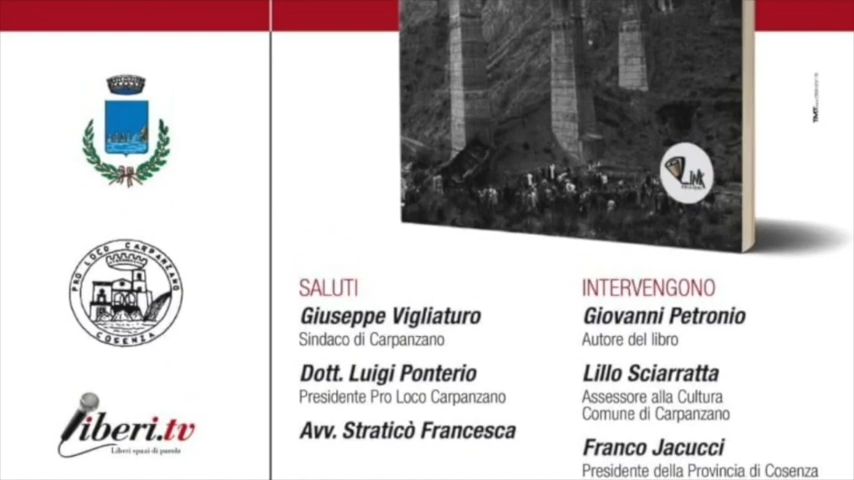 PRO LOCO CARPANZANO
COSENZA
liberi.tv
Liberi spazi di parola
LINK
SALUTI
Giuseppe Vigliaturo
Sindaco di Carpanzano
Dott. Luigi Ponterio
Presidente Pro Loco Carpanzano
Avv. Straticò Francesca
INTERVENGONO
Giovanni Petronio
Autore del libro
Lillo Sciarratta
Assessore alla Cultura
Comune di Carpanzano
Franco Jacucci
Presidente della Provincia di Cosenza